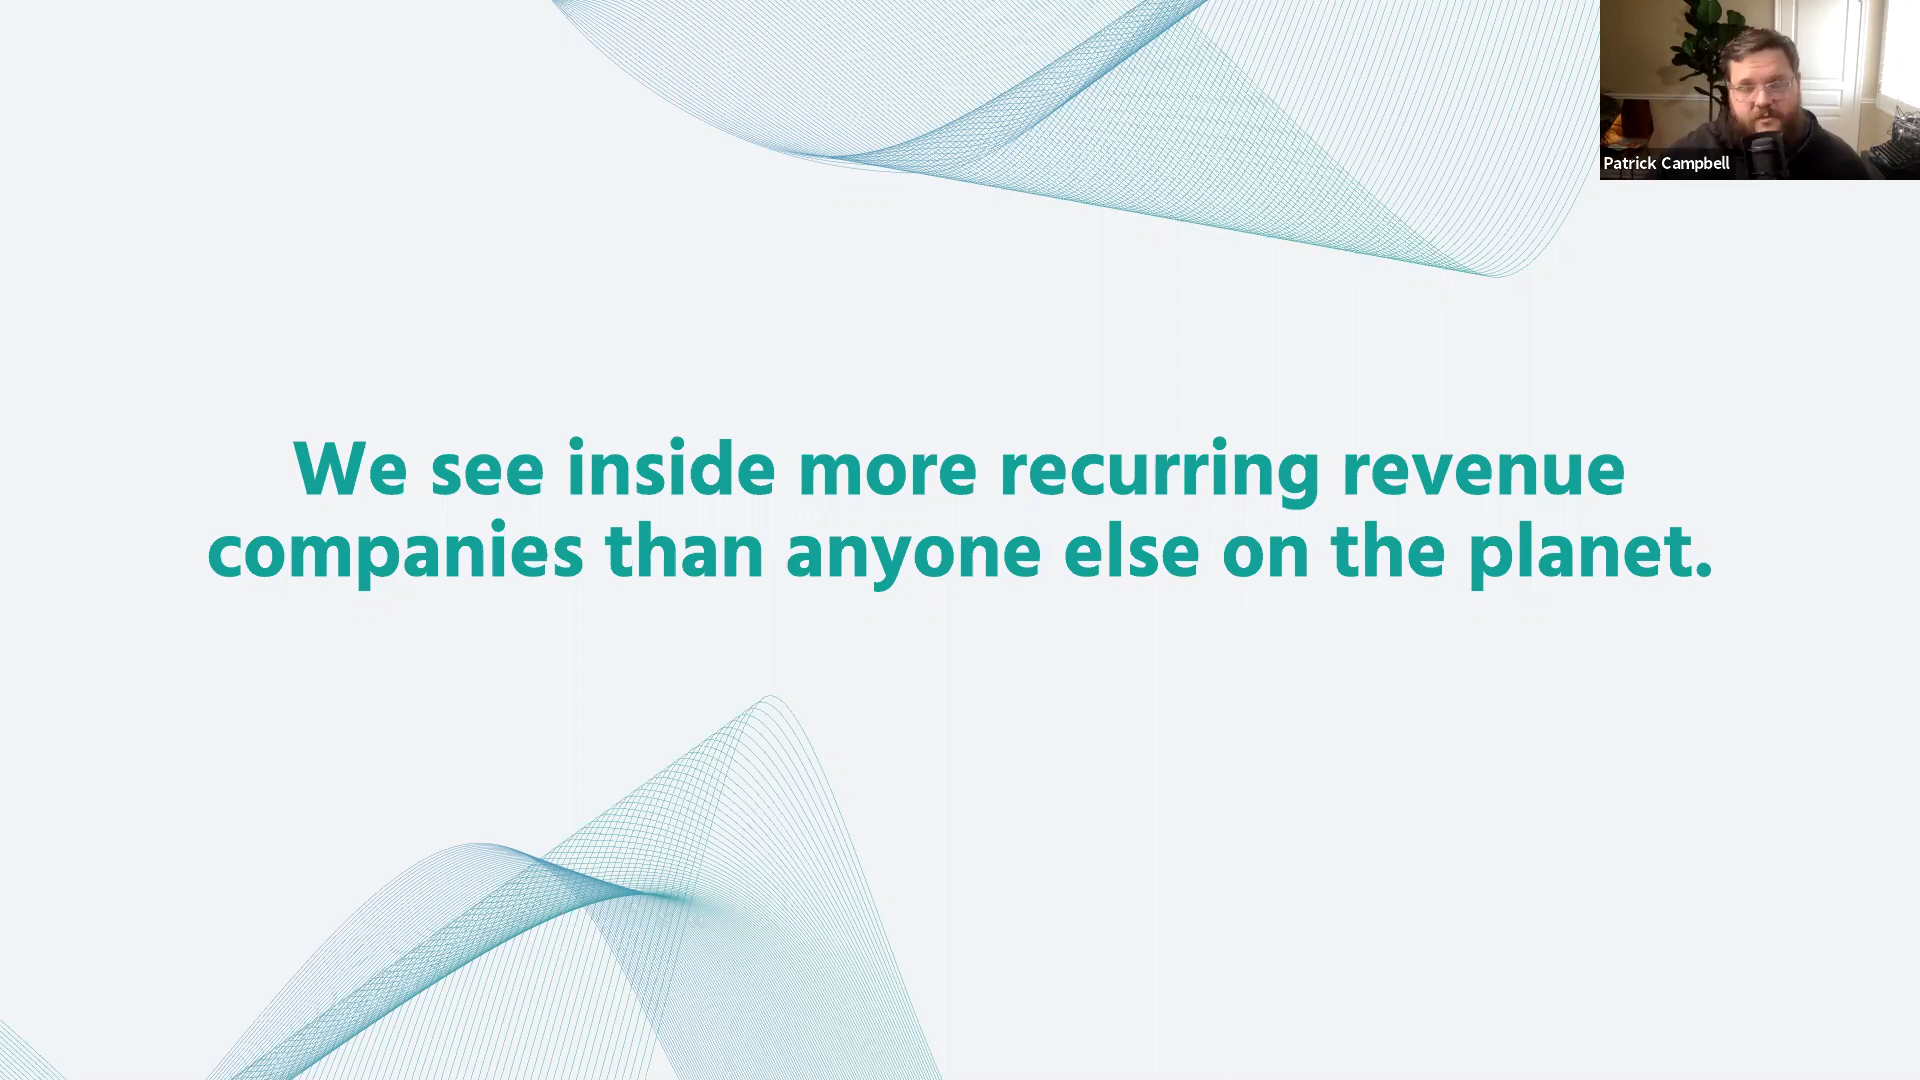 Patrick Campbell
We see inside more recurring revenue
companies than anyone else on the planet.